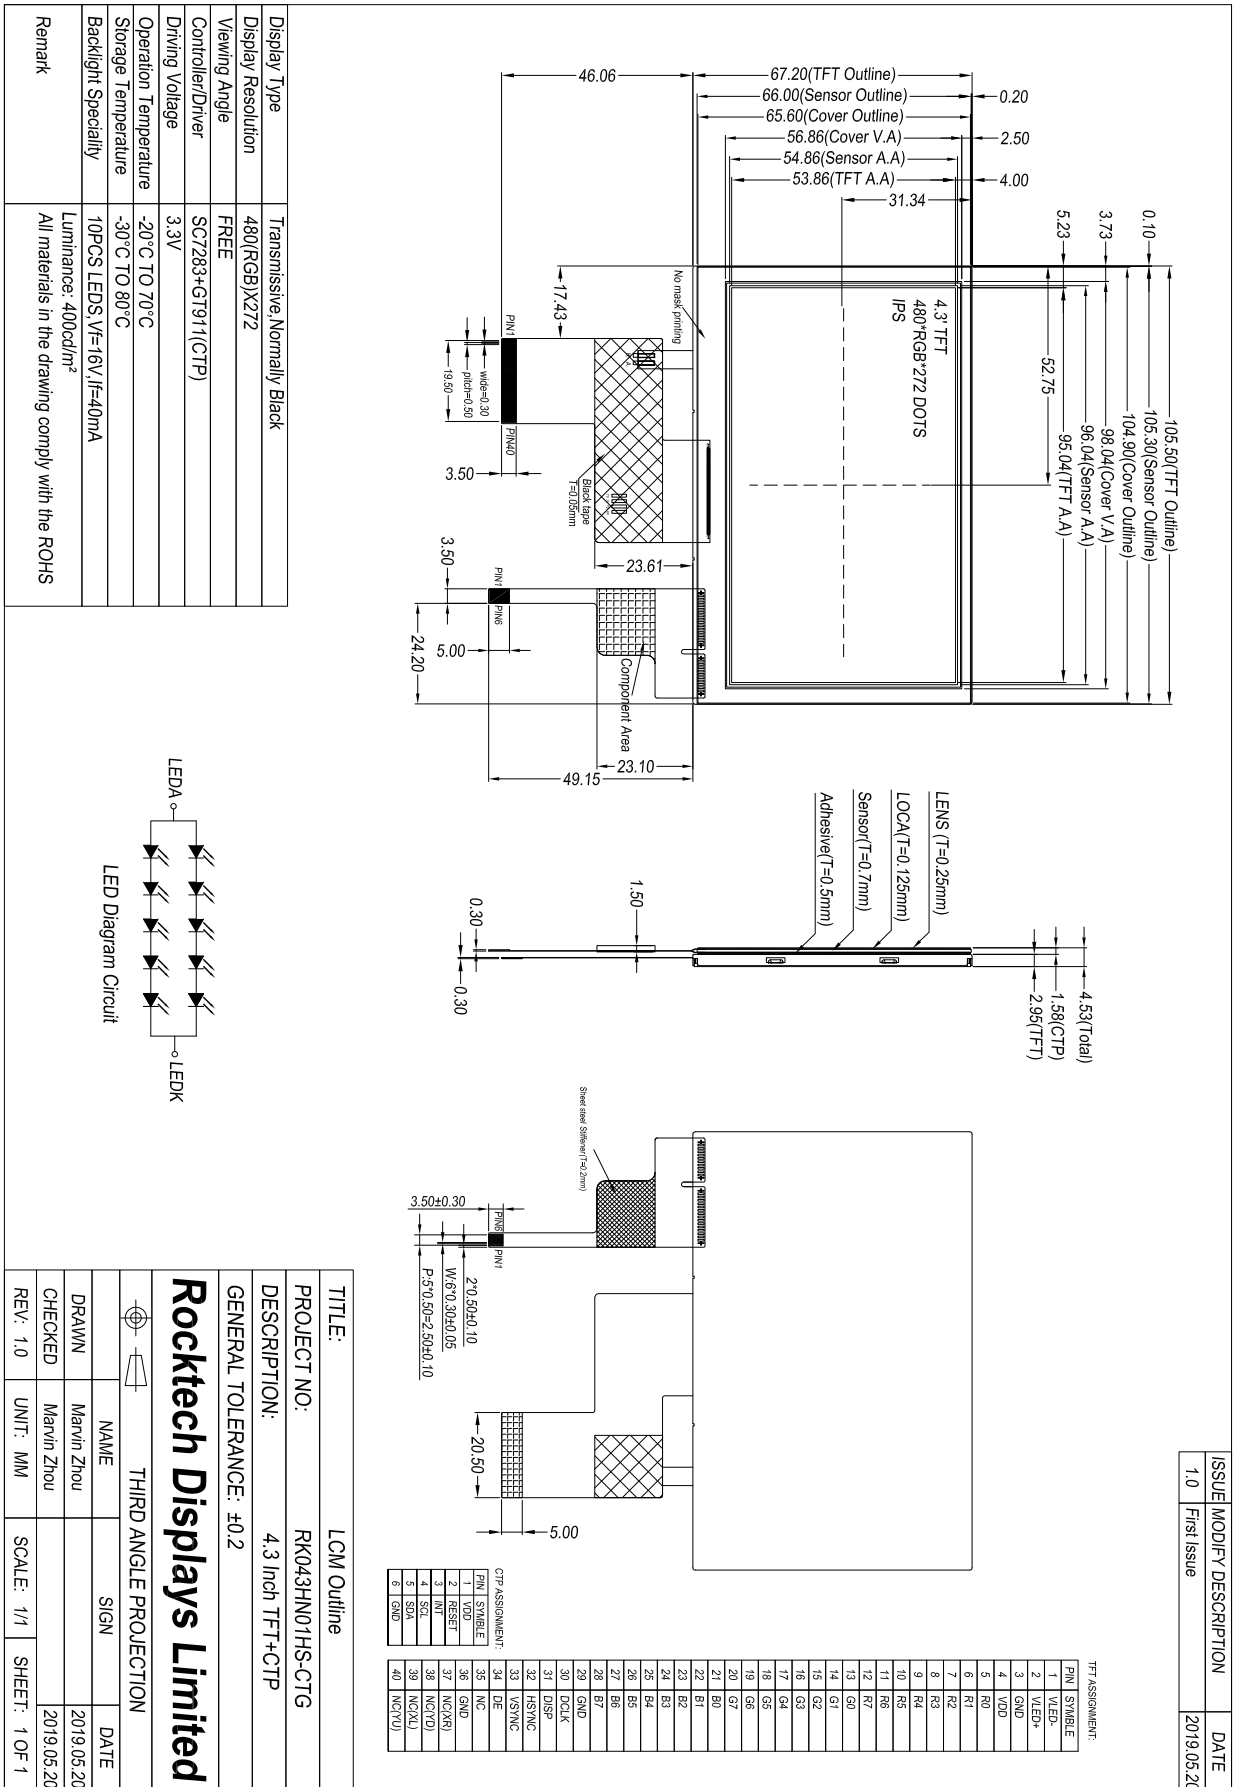 ISSUE MODIFY DESCRIPTION DATE
1.0 First Issue 2019.05.20
105.50(TFT Outline)
105.30(Sensor Outline)
104.90(Cover Outline)
98.04(Cover V.A)
96.04(Sensor A.A)
95.04(TFT A.A)
52.75
0.10
3.73
5.23
67.20(TFT Outline)
66.00(Sensor Outline)
65.60(Cover Outline)
56.86(Cover V.A)
54.86(Sensor A.A)
53.86(TFT A.A)
31.34
0.20
2.50
4.00
46.06
4.3' TFT
480*RGB*272 DOTS
IPS
No mask printing
17.43
PIN1
PIN40
wide=0.30
pitch=0.50
19.50
3.50
Black tape
T=0.05mm
23.61
3.50
PIN1
PIN6
5.00
24.20
Component Area
23.10
49.15
LENS (T=0.25mm)
LOCA(T=0.125mm)
Sensor(T=0.7mm)
Adhesive(T=0.5mm)
4.53(Total)
1.58(CTP)
2.95(TFT)
1.50
0.30
0.30
Sheet steel Stiffener(T=0.2mm)
3.50±0.30
PIN6
PIN1
2*0.50±0.10
W:6*0.30±0.05
P:5*0.50=2.50±0.10
20.50
5.00
TFT ASSIGNMENT:
PIN SYMBLE
1 VLED-
2 VLED+
3 GND
4 VDD
5 R0
6 R1
7 R2
8 R3
9 R4
10 R5
11 R6
12 R7
13 G0
14 G1
15 G2
16 G3
17 G4
18 G5
19 G6
20 G7
21 B0
22 B1
23 B2
24 B3
25 B4
26 B5
27 B6
28 B7
29 GND
30 DCLK
31 DISP
32 HSYNC
33 VSYNC
34 DE
35 NC
36 GND
37 NC(XR)
38 NC(YD)
39 NC(XL)
40 NC(YU)
CTP ASSIGNMENT:
PIN SYMBLE
1 VDD
2 RESET
3 INT
4 SCL
5 SDA
6 GND
Display Type Transmissive,Normally Black
Display Resolution 480(RGB)X272
Viewing Angle FREE
Controller/Driver SC7283+GT911(CTP)
Driving Voltage 3.3V
Operation Temperature -20°C TO 70°C
Storage Temperature -30°C TO 80°C
Backlight Speciality 10PCS LEDS,Vf=16V,If=40mA
Remark Luminance: 400cd/m²
All materials in the drawing comply with the ROHS
LEDA
LEDK
LED Diagram Circuit
TITLE: LCM Outline
PROJECT NO: RK043HN01HS-CTG
DESCRIPTION: 4.3 Inch TFT+CTP
GENERAL TOLERANCE: ±0.2
Rocktech Displays Limited
THIRD ANGLE PROJECTION
NAME SIGN DATE
DRAWN Marvin Zhou 2019.05.20
CHECKED Marvin Zhou 2019.05.20
REV: 1.0 UNIT: MM SCALE: 1/1 SHEET: 1 OF 1